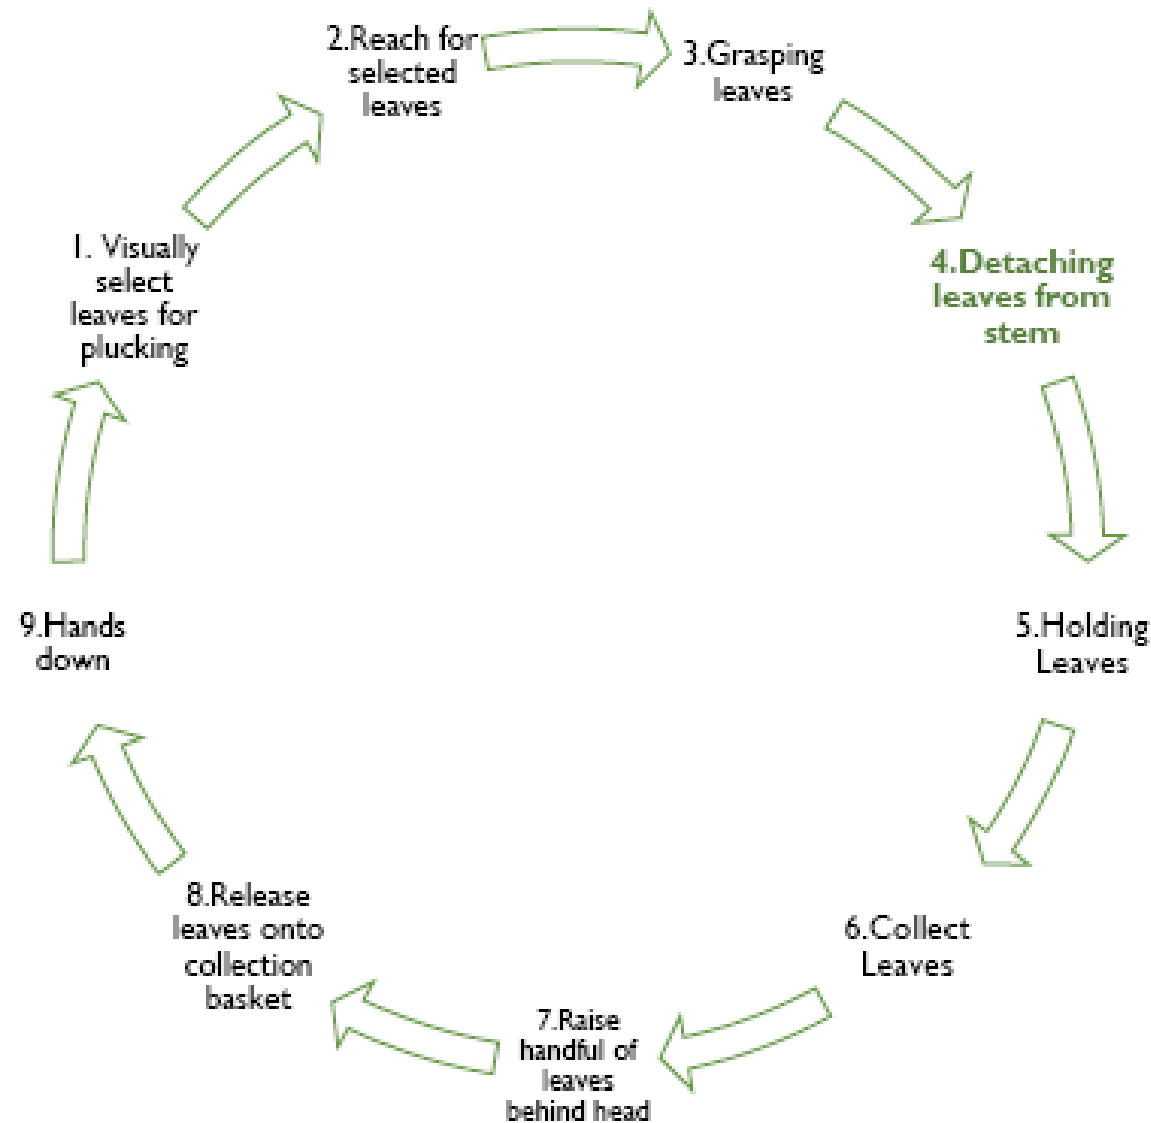 1. Visually
select
leaves for
plucking
2.Reach for
selected
leaves
3.Grasping
leaves
4.Detaching
leaves from
stem
5.Holding
Leaves
6.Collect
Leaves
7.Raise
handful of
leaves
behind head
8.Release
leaves onto
collection
basket
9.Hands
down